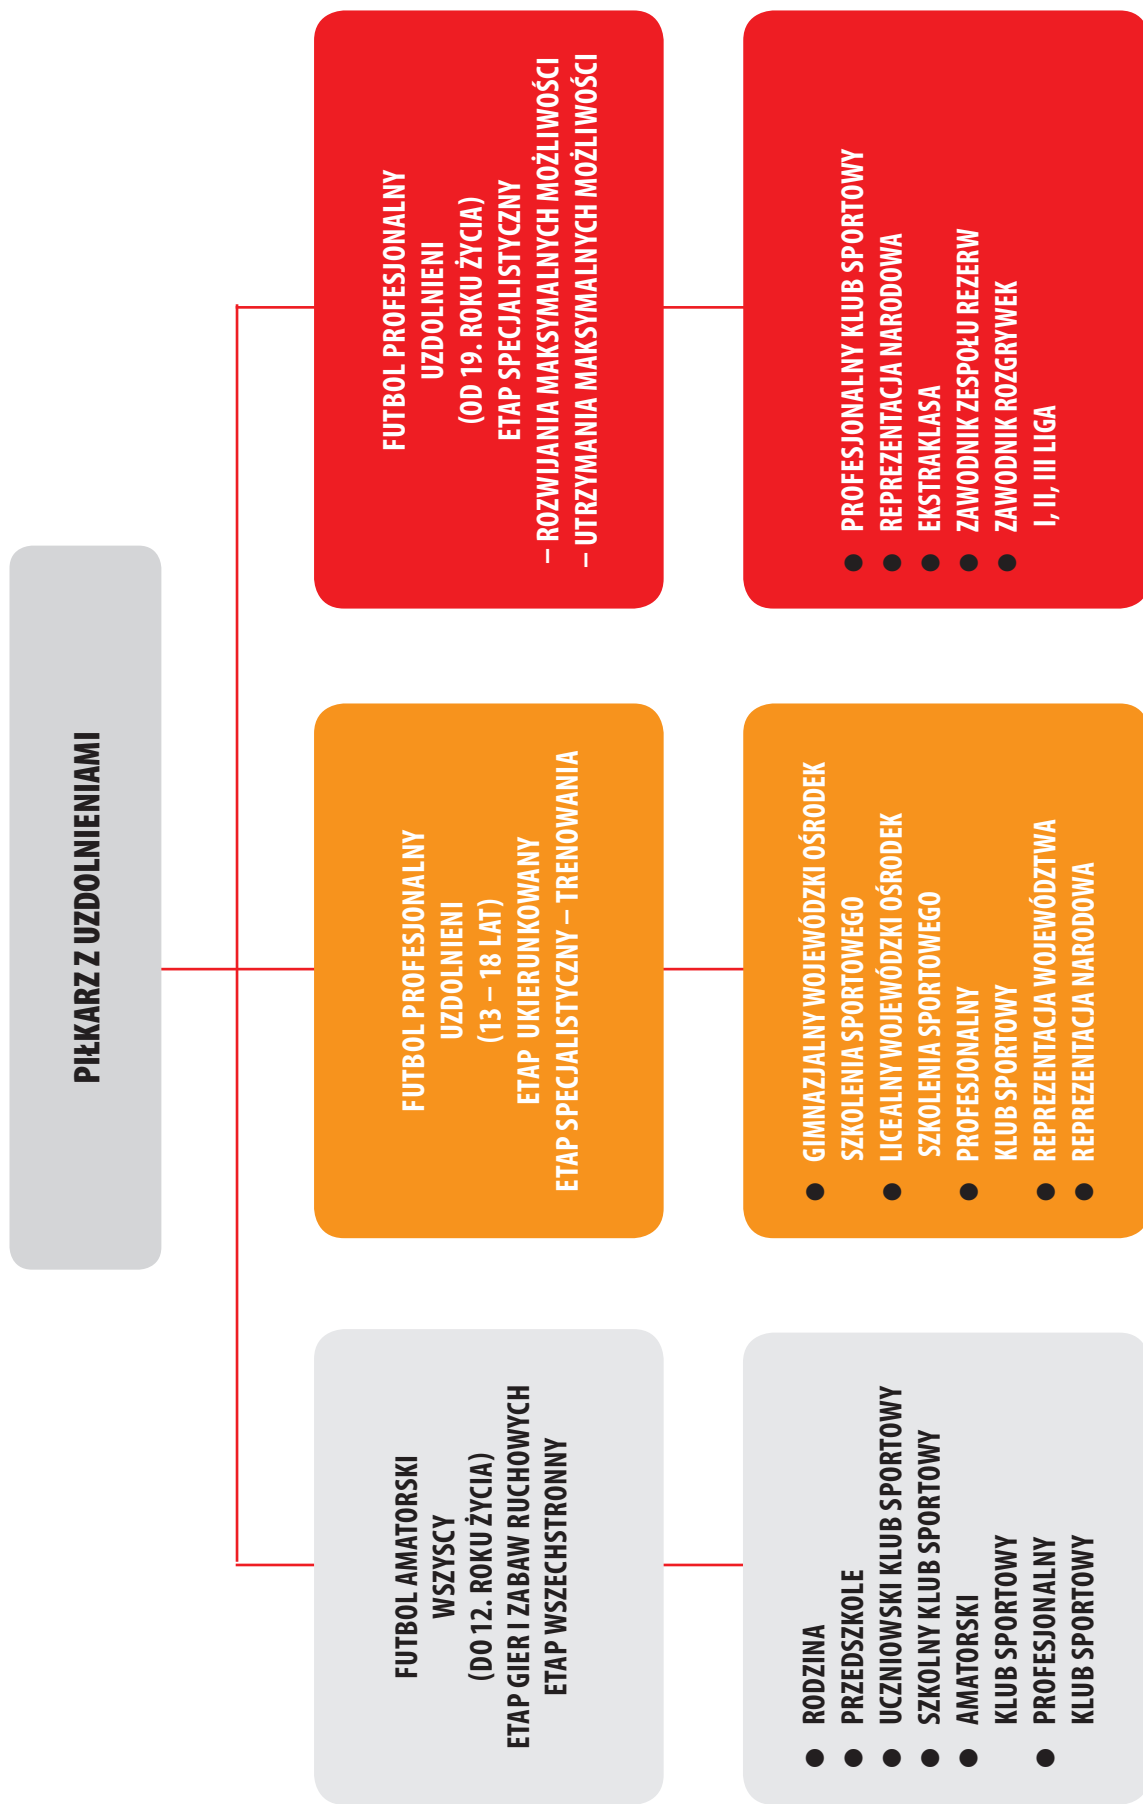 PIŁKARZ Z UZDOLNIENIAMI
FUTBOL AMATORSKI
WSZYSCY
(DO 12. ROKU ŻYCIA)
ETAP GIER I ZABAW RUCHOWYCH
ETAP WSZECHSTRONNY
● RODZINA
● PRZEDSZKOLE
● UCZNIOWSKI KLUB SPORTOWY
● SZKOLNY KLUB SPORTOWY
● AMATORSKI
KLUB SPORTOWY
● PROFESJONALNY
KLUB SPORTOWY
FUTBOL PROFESJONALNY
UZDOLNIENI
(13 – 18 LAT)
ETAP UKIERUNKOWANY
ETAP SPECJALISTYCZNY – TRENOWANIA
● GIMNAZJALNY WOJEWÓDZKI OŚRODEK
SZKOLENIA SPORTOWEGO
● LICEALNY WOJEWÓDZKI OŚRODEK
SZKOLENIA SPORTOWEGO
● PROFESJONALNY
KLUB SPORTOWY
● REPREZENTACJA WOJEWÓDZTWA
● REPREZENTACJA NARODOWA
FUTBOL PROFESJONALNY
UZDOLNIENI
(OD 19. ROKU ŻYCIA)
ETAP SPECJALISTYCZNY
– ROZWIJANIA MAKSYMALNYCH MOŻLIWOŚCI
– UTRZYMANIA MAKSYMALNYCH MOŻLIWOŚCI
● PROFESJONALNY KLUB SPORTOWY
● REPREZENTACJA NARODOWA
● EKSTRAKLASA
● ZAWODNIK ZESPOŁU REZERW
● ZAWODNIK ROZGRYWEK
I, II, III LIGA